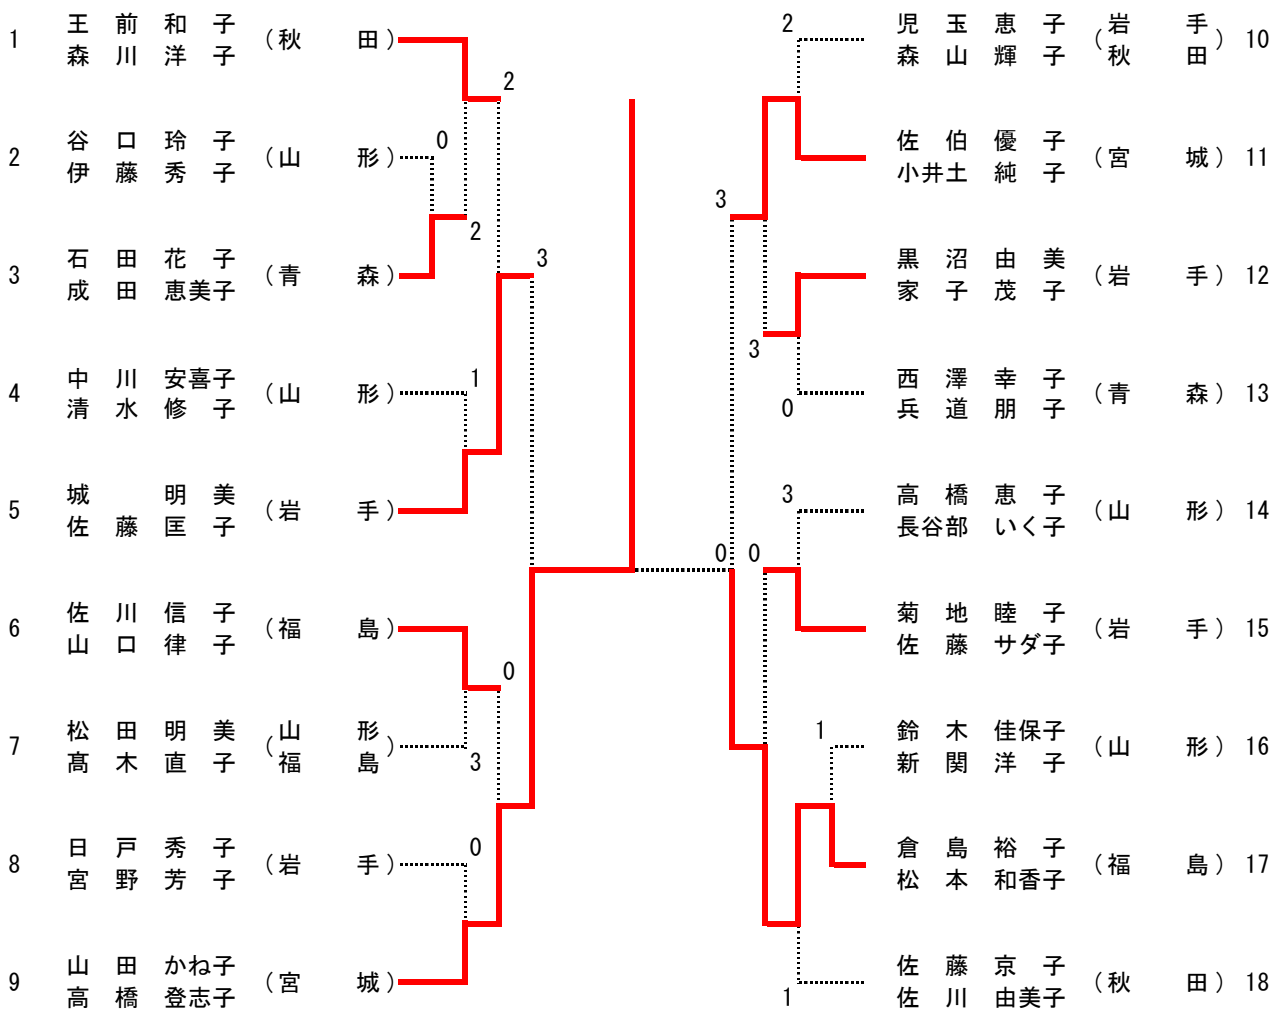 1 王前和子 (秋田)
森川洋子
2
2 谷口玲子 (山形)
伊藤秀子
0
2
3 石田花子 (青森)
成田恵美子
3
4 中川安喜子 (山形)
清水修子
1
5 城 明美 (岩手)
佐藤匡子
6 佐川信子 (福島)
山口律子
0
7 松田明美 (山形
髙木直子 福島)
3
8 日戸秀子 (岩手)
宮野芳子
0
9 山田かね子 (宮城)
高橋登志子
2
児玉恵子 (岩手 10
森山輝子 秋田)
佐伯優子 (宮城) 11
小井土純子
3
黒沼由美 (岩手) 12
家子茂子
3
西澤幸子 (青森) 13
兵道朋子
0
3
高橋恵子 (山形) 14
長谷部いく子
0 0
菊地睦子 (岩手) 15
佐藤サダ子
1
鈴木佳保子 (山形) 16
新関洋子
倉島裕子 (福島) 17
松本和香子
佐藤京子 (秋田) 18
佐川由美子
1